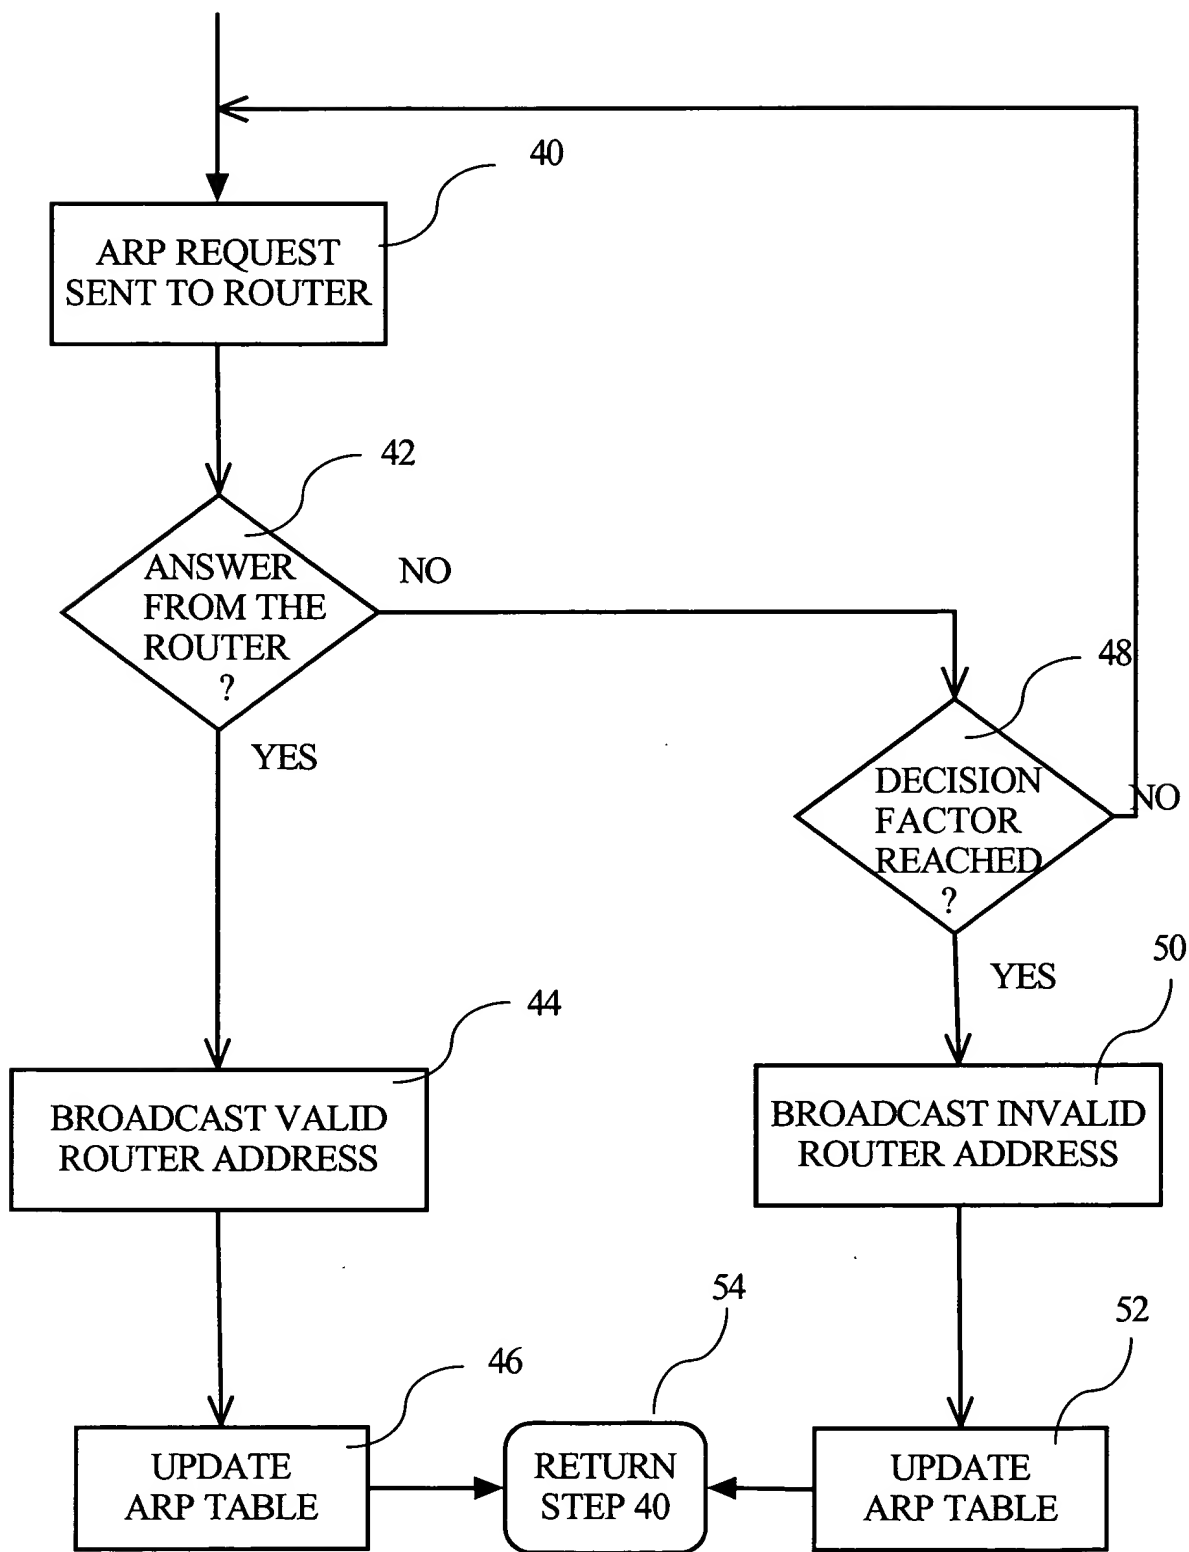 40
ARP REQUEST
SENT TO ROUTER
42
ANSWER
FROM THE
ROUTER
?
NO
YES
48
DECISION
FACTOR
REACHED
?
NO
YES
44
BROADCAST VALID
ROUTER ADDRESS
50
BROADCAST INVALID
ROUTER ADDRESS
46
UPDATE
ARP TABLE
54
RETURN
STEP 40
52
UPDATE
ARP TABLE